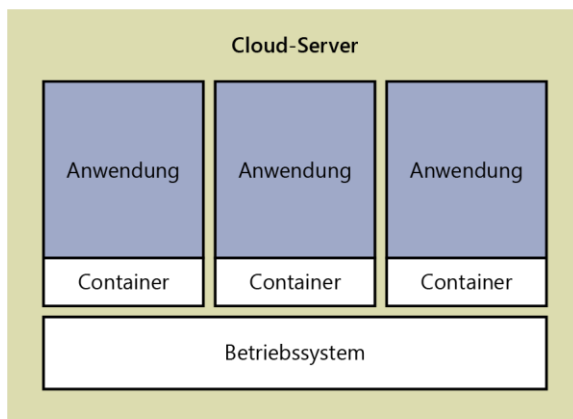 Cloud-Server
Anwendung Anwendung Anwendung
Container Container Container
Betriebssystem